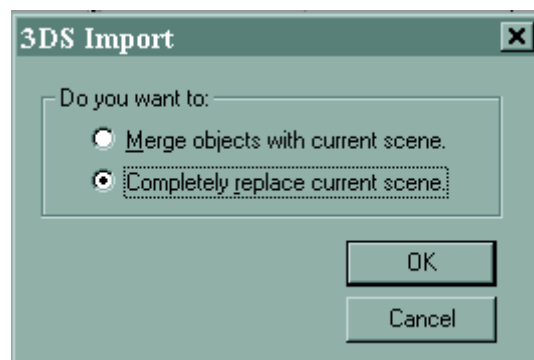 3DS Import
Do you want to:
Merge objects with current scene.
Completely replace current scene.
OK
Cancel